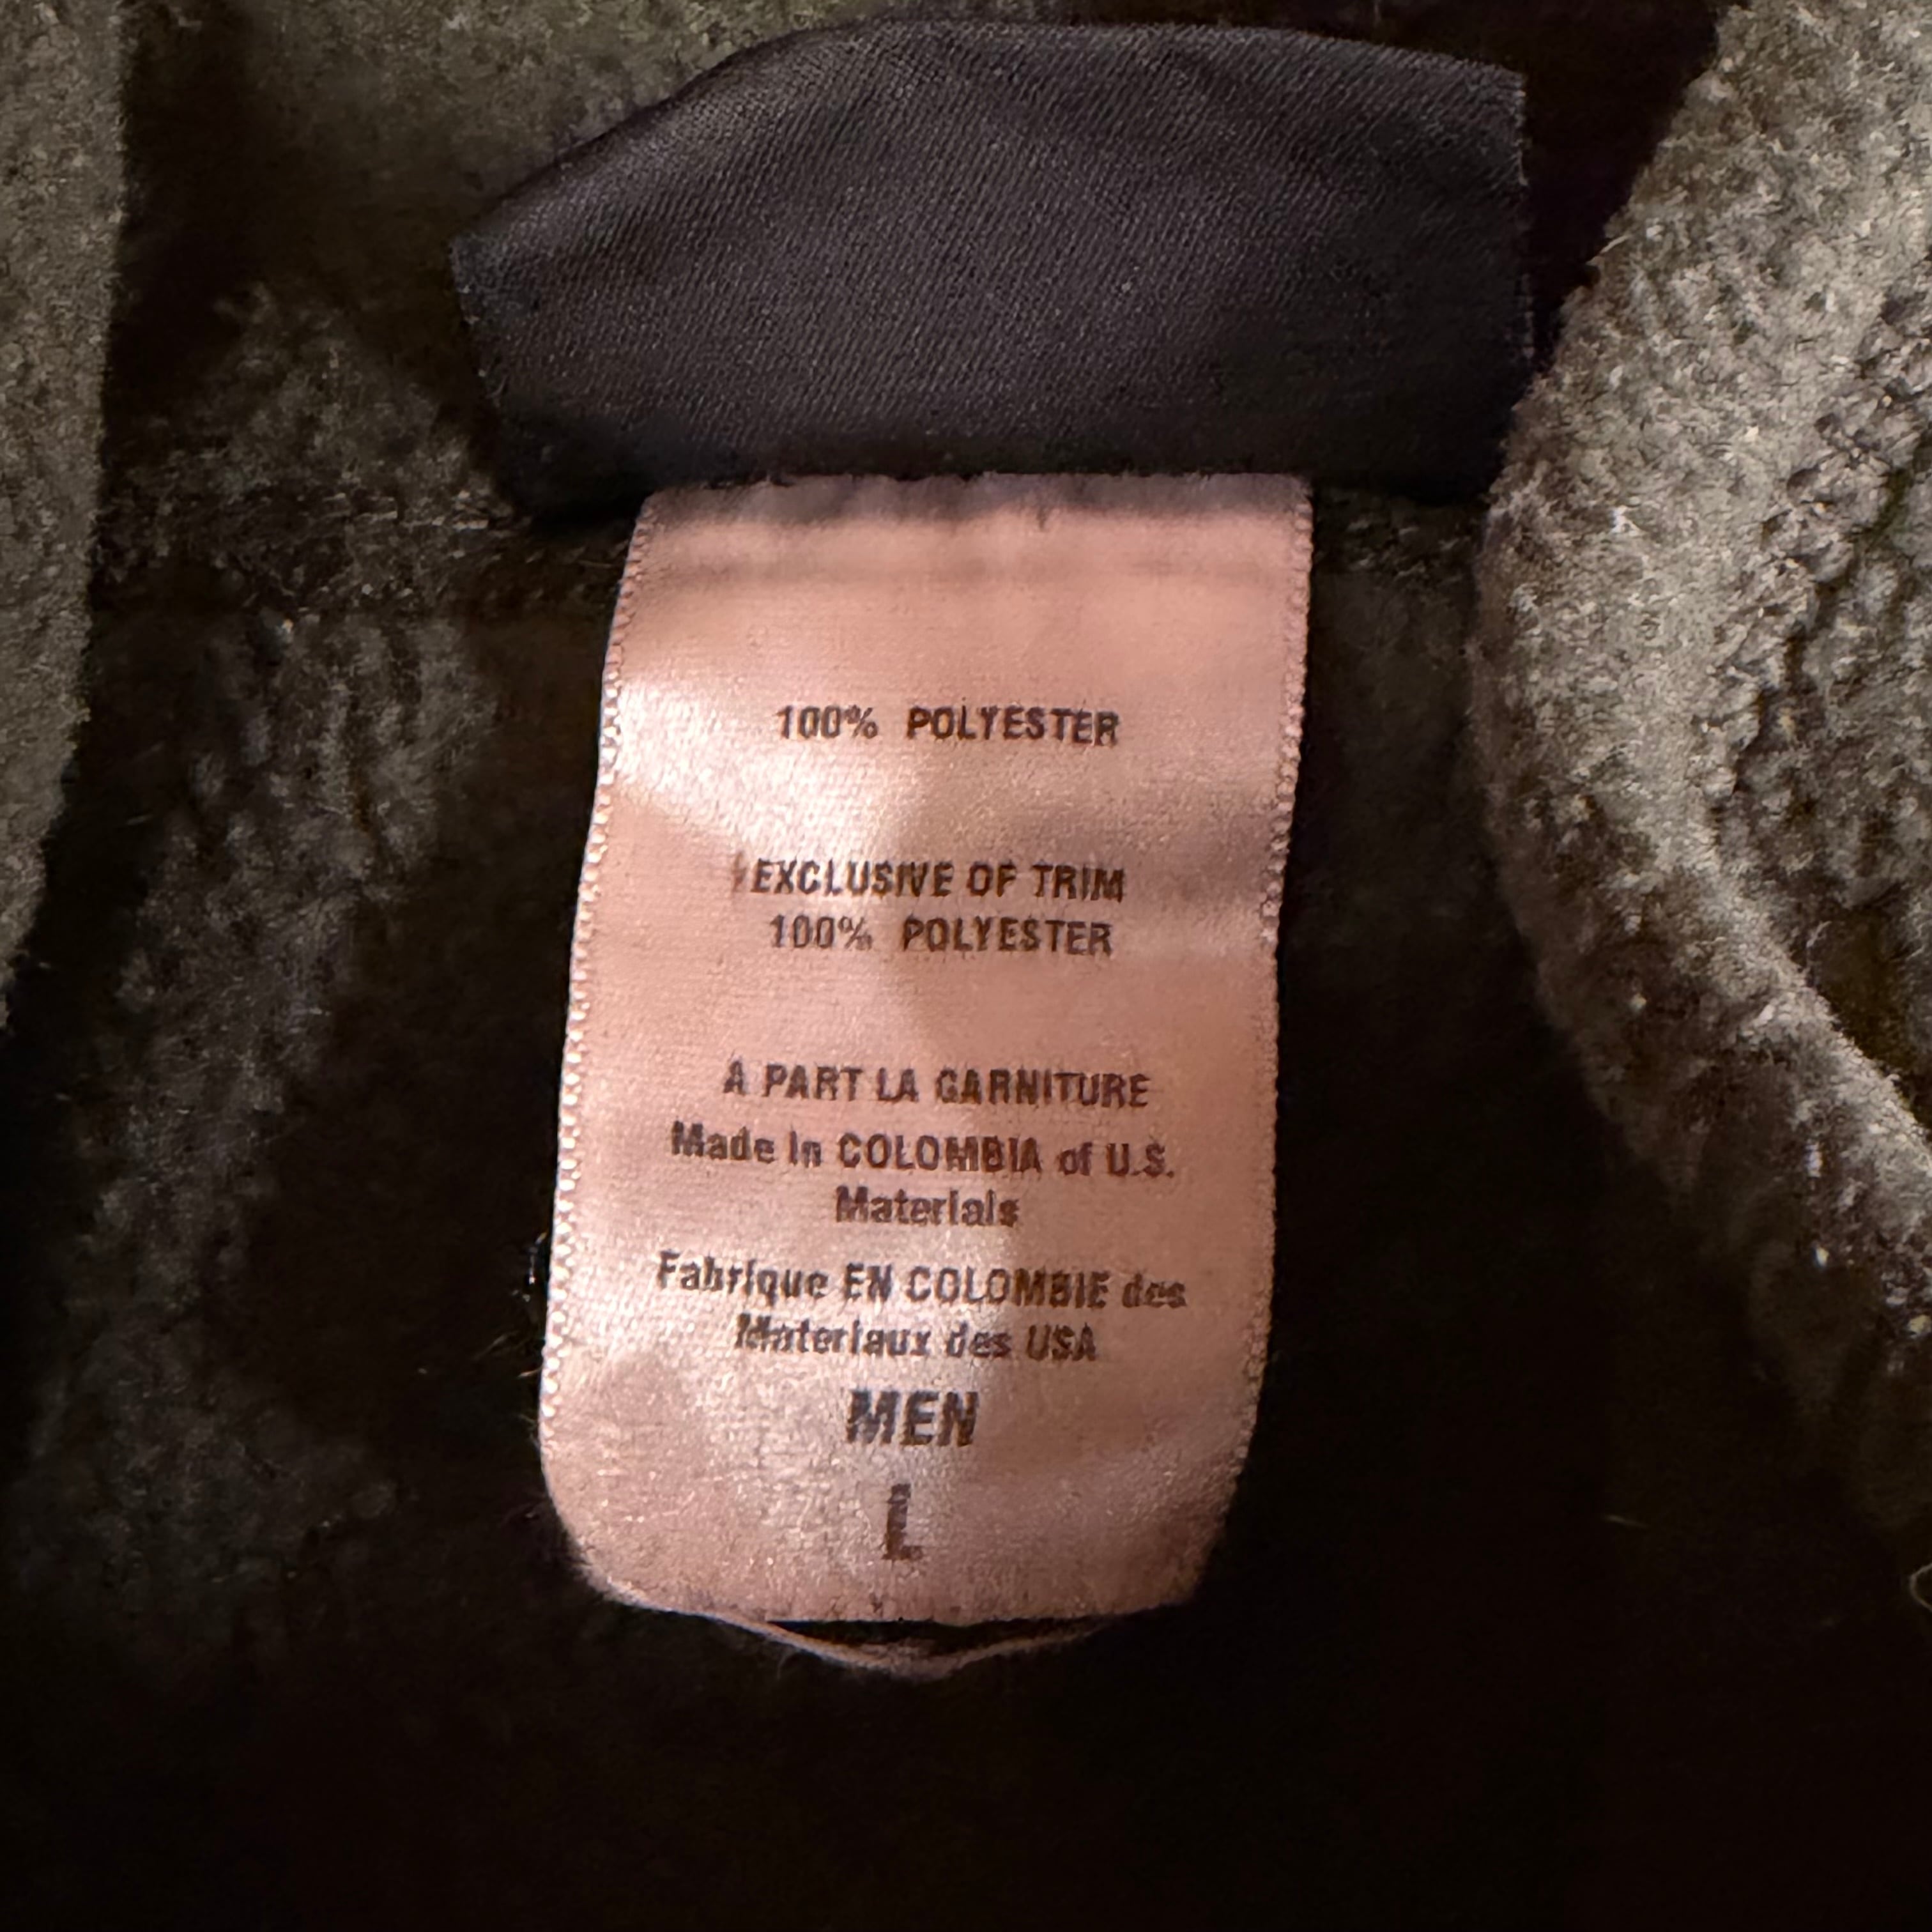 100% POLYESTER
EXCLUSIVE OF TRIM
100% POLYESTER
A PART LA GARNITURE
Made In COLOMBIA of U.S.
Materials
Fabrique EN COLOMBIE des
Materiaux des USA
MEN
L